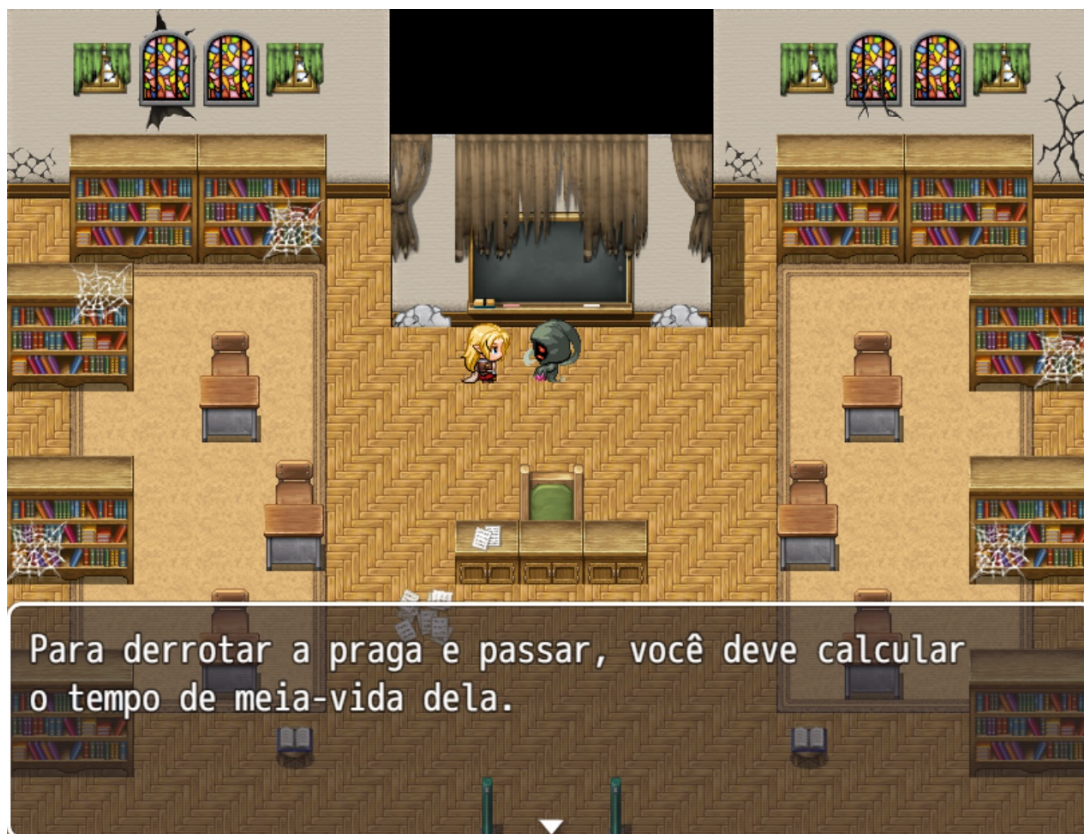 Para derrotar a praga e passar, você deve calcular
o tempo de meia-vida dela.